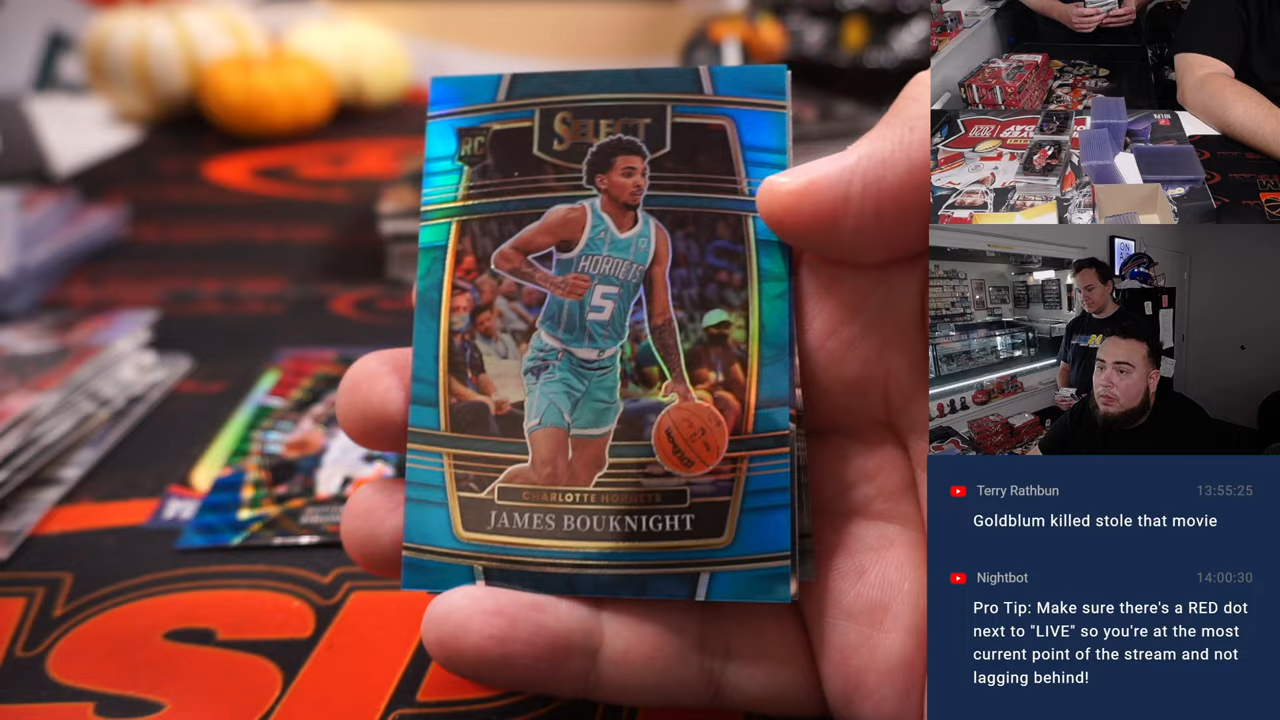 SELECT
RC
HORNETS
5
WILSON
CHARLOTTE HORNETS
JAMES BOUKNIGHT
2020
Terry Rathbun 13:55:25
Goldblum killed stole that movie
Nightbot 14:00:30
Pro Tip: Make sure there's a RED dot
next to "LIVE" so you're at the most
current point of the stream and not
lagging behind!